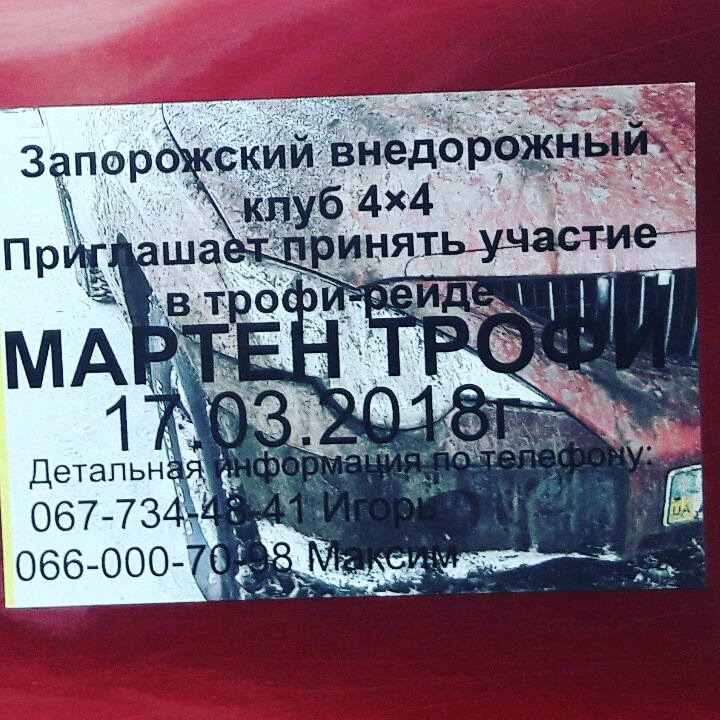 Запорожский внедорожный
клуб 4×4
Приглашает принять участие
в трофи-рейде
МАРТЕН ТРОФИ
17.03.2018г
Детальная информация по телефону:
067-734-48-41 Игорь
066-000-70-98 Максим
UA